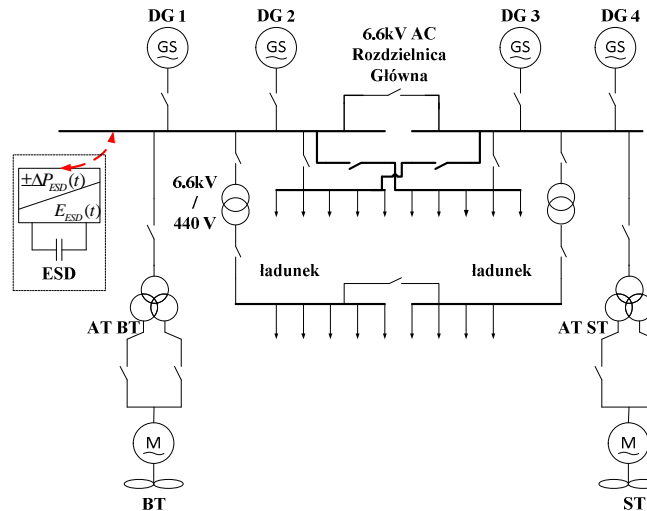 DG 1
DG 2
6.6kV AC
Rozdzielnica
Główna
DG 3
DG 4
GS
GS
GS
GS
±ΔP_ESD(t)
E_ESD(t)
ESD
6.6kV
/
440 V
ładunek
ładunek
AT BT
AT ST
M
M
BT
ST